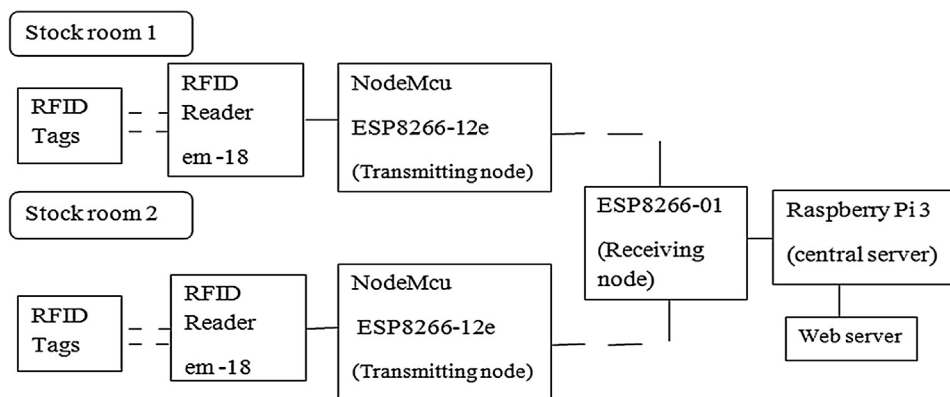 Stock room 1
RFID
Tags
RFID
Reader
em-18
NodeMcu
ESP8266-12e
(Transmitting node)
Stock room 2
RFID
Tags
RFID
Reader
em-18
NodeMcu
ESP8266-12e
(Transmitting node)
ESP8266-01
(Receiving
node)
Raspberry Pi 3
(central server)
Web server